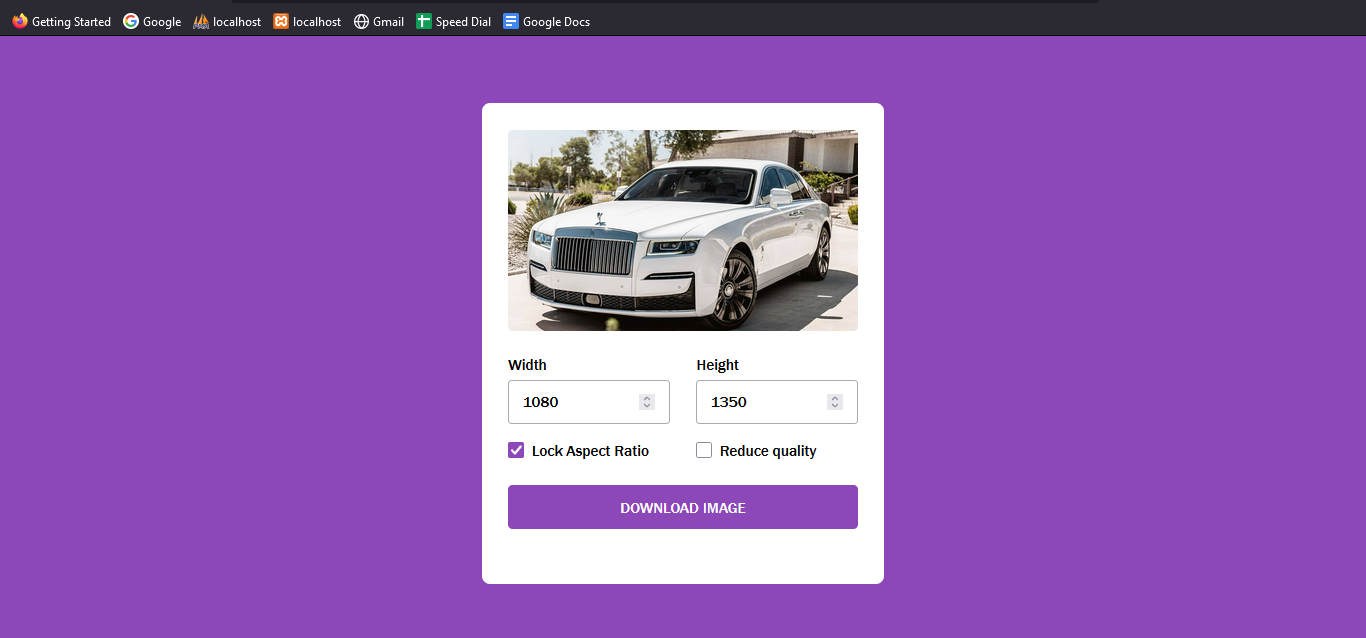 Getting Started Google localhost localhost Gmail Speed Dial Google Docs
Width Height
1080 1350
Lock Aspect Ratio Reduce quality
DOWNLOAD IMAGE